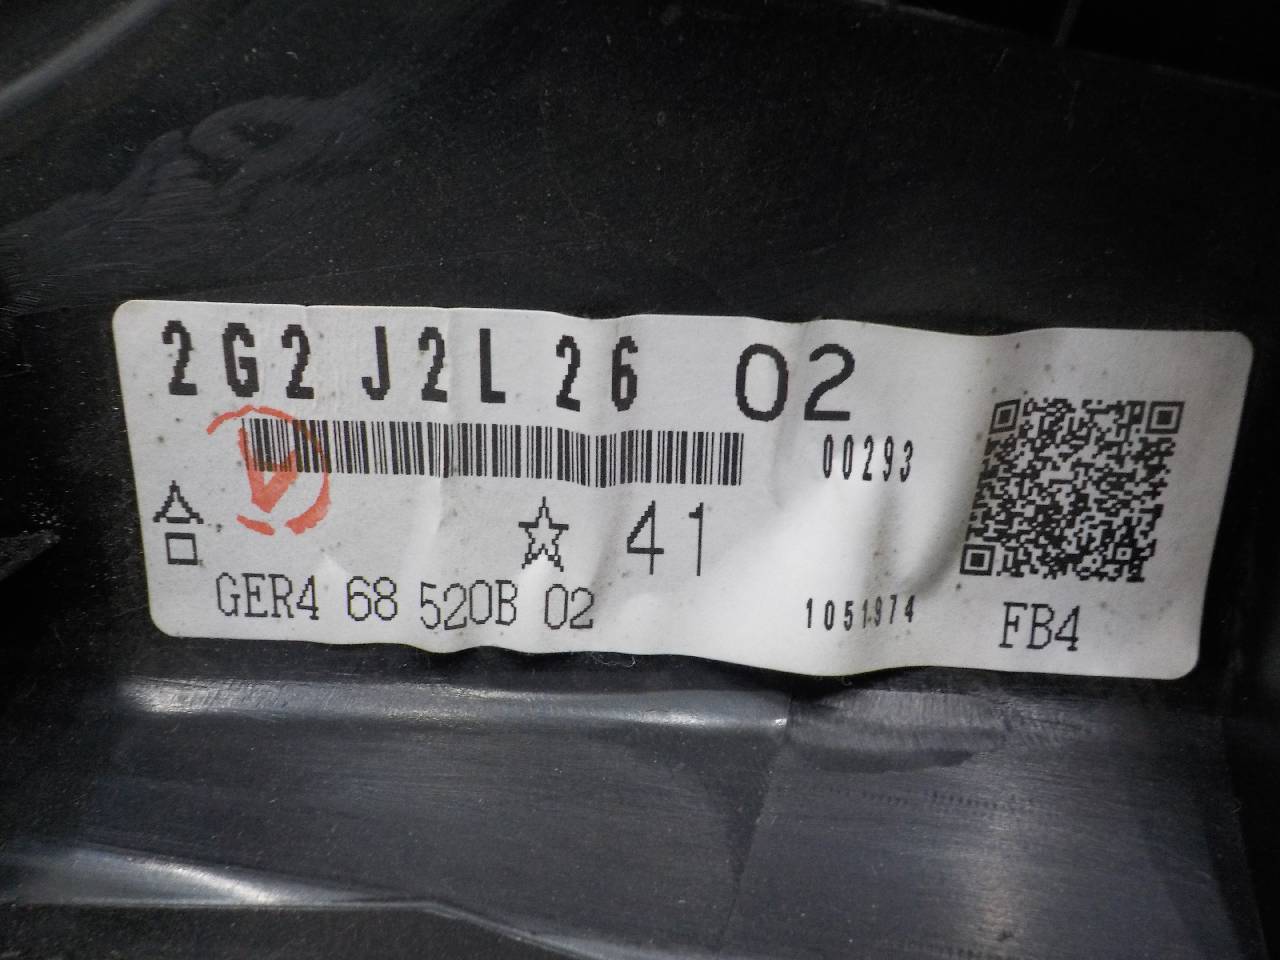 2G2 J2L 26 02
00293
△ ☆ 41
□
GER4 68 520B 02
1051974
FB4